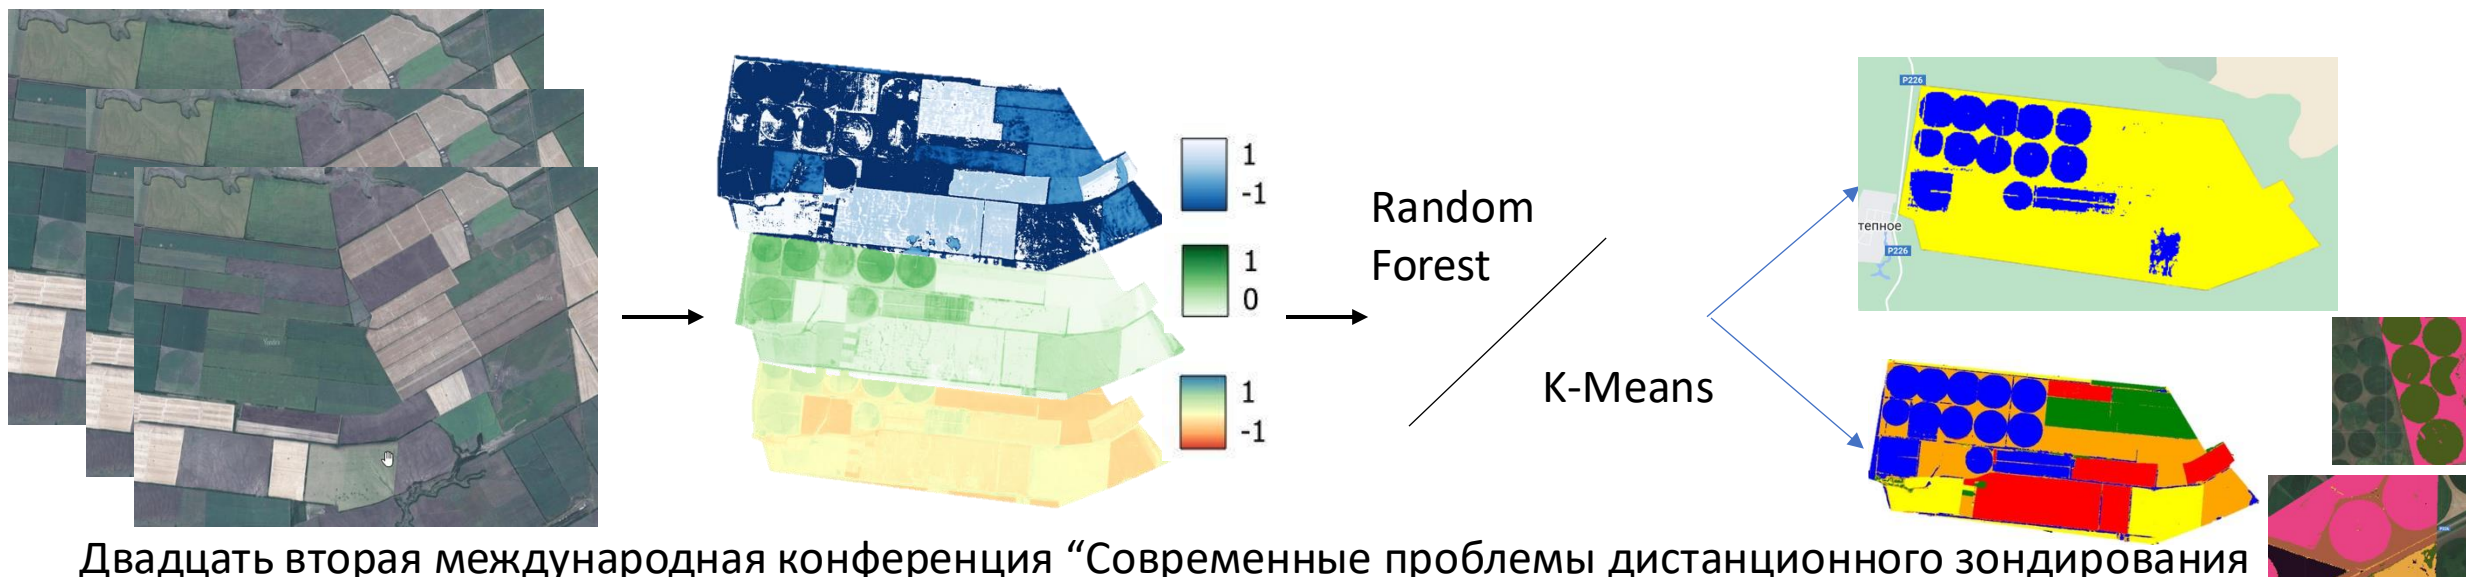 P226
1
-1
Random
Forest
тепное
P226
1
0
K-Means
1
-1
Двадцать вторая международная конференция “Современные проблемы дистанционного зондирования